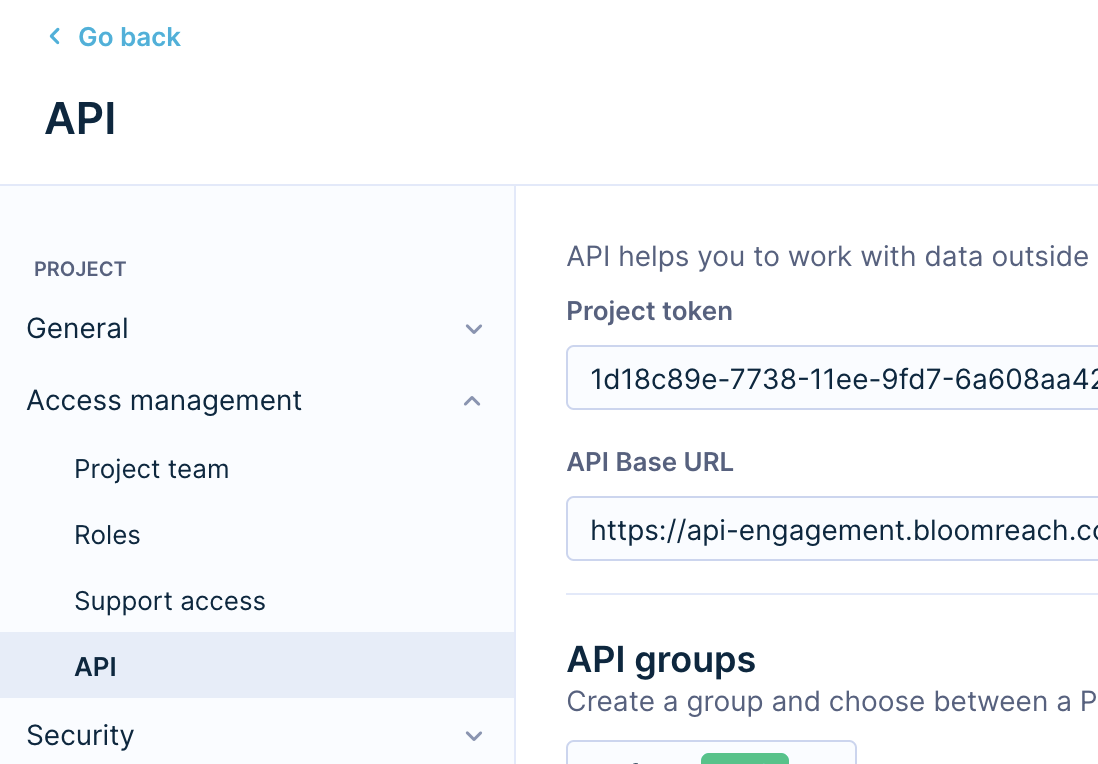 Go back
API
PROJECT
General
Access management
Project team
Roles
Support access
API
Security
API helps you to work with data outside
Project token
1d18c89e-7738-11ee-9fd7-6a608aa42
API Base URL
https://api-engagement.bloomreach.co
API groups
Create a group and choose between a P